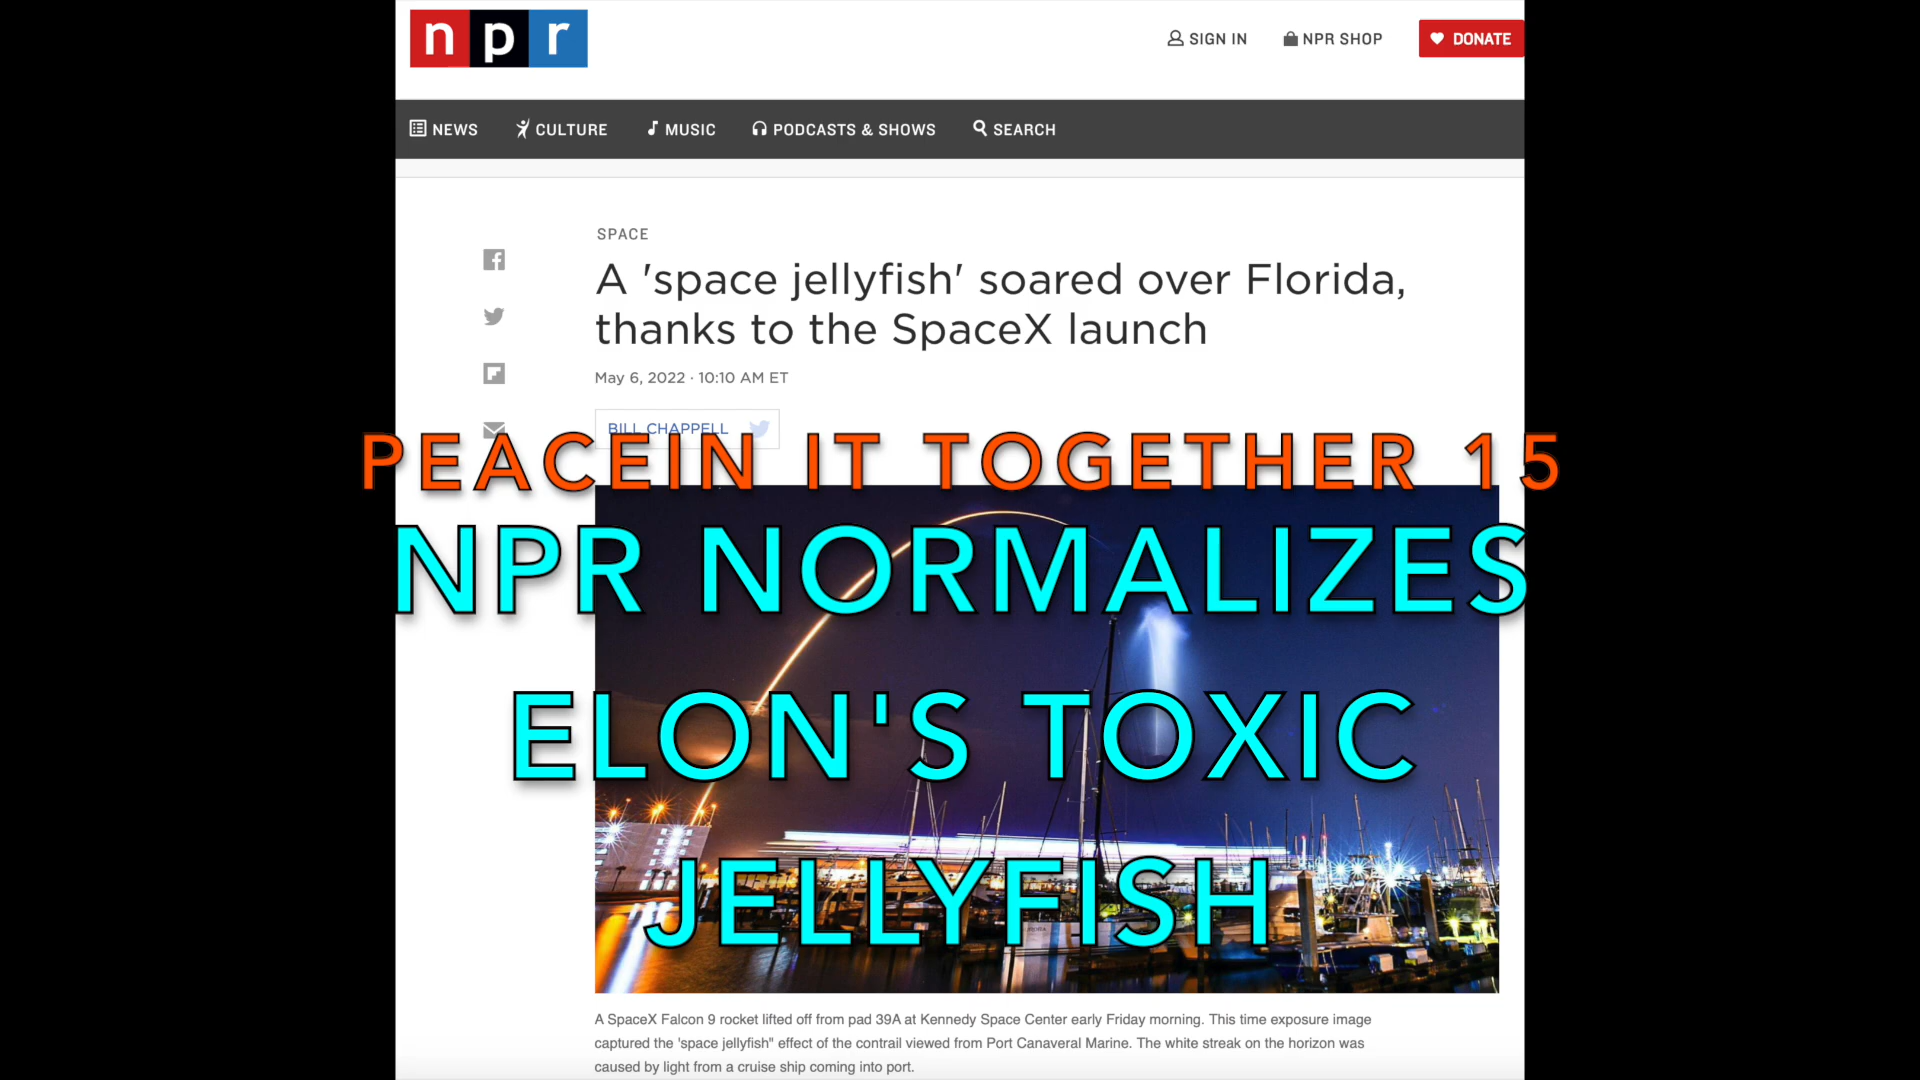 npr
SIGN IN
NPR SHOP
DONATE
NEWS
CULTURE
MUSIC
PODCASTS & SHOWS
SEARCH
SPACE
A 'space jellyfish' soared over Florida,
thanks to the SpaceX launch
May 6, 2022 · 10:10 AM ET
BILL CHAPPELL
PEACEIN IT TOGETHER 15
NPR NORMALIZES
ELON'S TOXIC
JELLYFISH
A SpaceX Falcon 9 rocket lifted off from pad 39A at Kennedy Space Center early Friday morning. This time exposure image
captured the 'space jellyfish" effect of the contrail viewed from Port Canaveral Marine. The white streak on the horizon was
caused by light from a cruise ship coming into port.